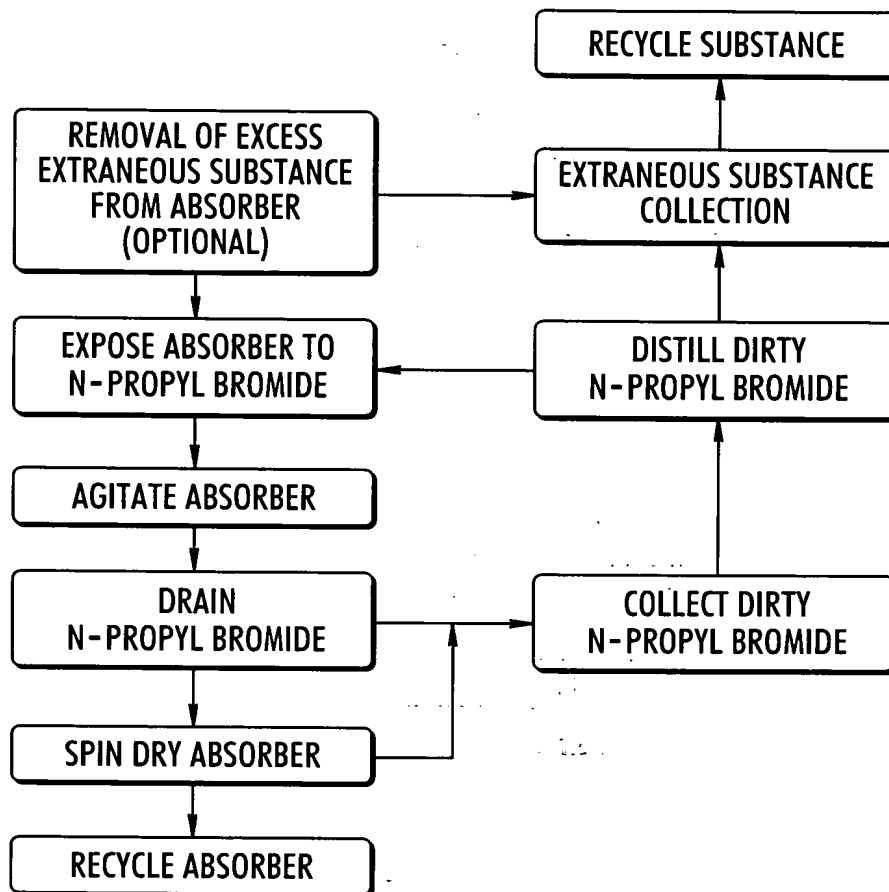 RECYCLE SUBSTANCE
REMOVAL OF EXCESS
EXTRANEOUS SUBSTANCE
FROM ABSORBER
(OPTIONAL)
EXTRANEOUS SUBSTANCE
COLLECTION
EXPOSE ABSORBER TO
N-PROPYL BROMIDE
DISTILL DIRTY
N-PROPYL BROMIDE
AGITATE ABSORBER
DRAIN
N-PROPYL BROMIDE
COLLECT DIRTY
N-PROPYL BROMIDE
SPIN DRY ABSORBER
RECYCLE ABSORBER